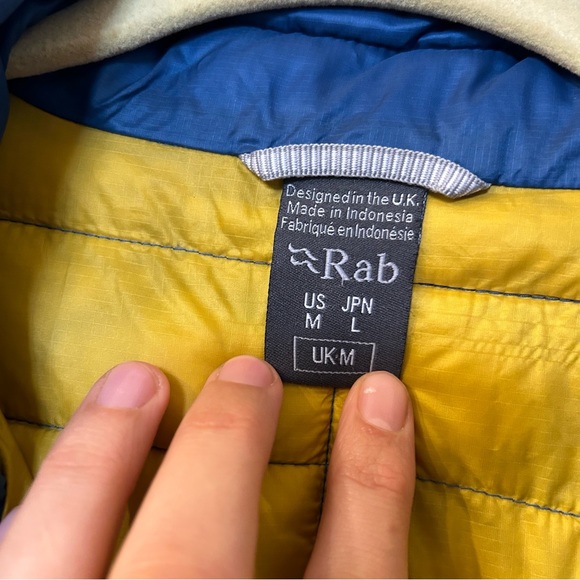 Designed in the U.K.
Made in Indonesia
Fabriqué en Indonésie
Rab
US JPN
M L
UK·M